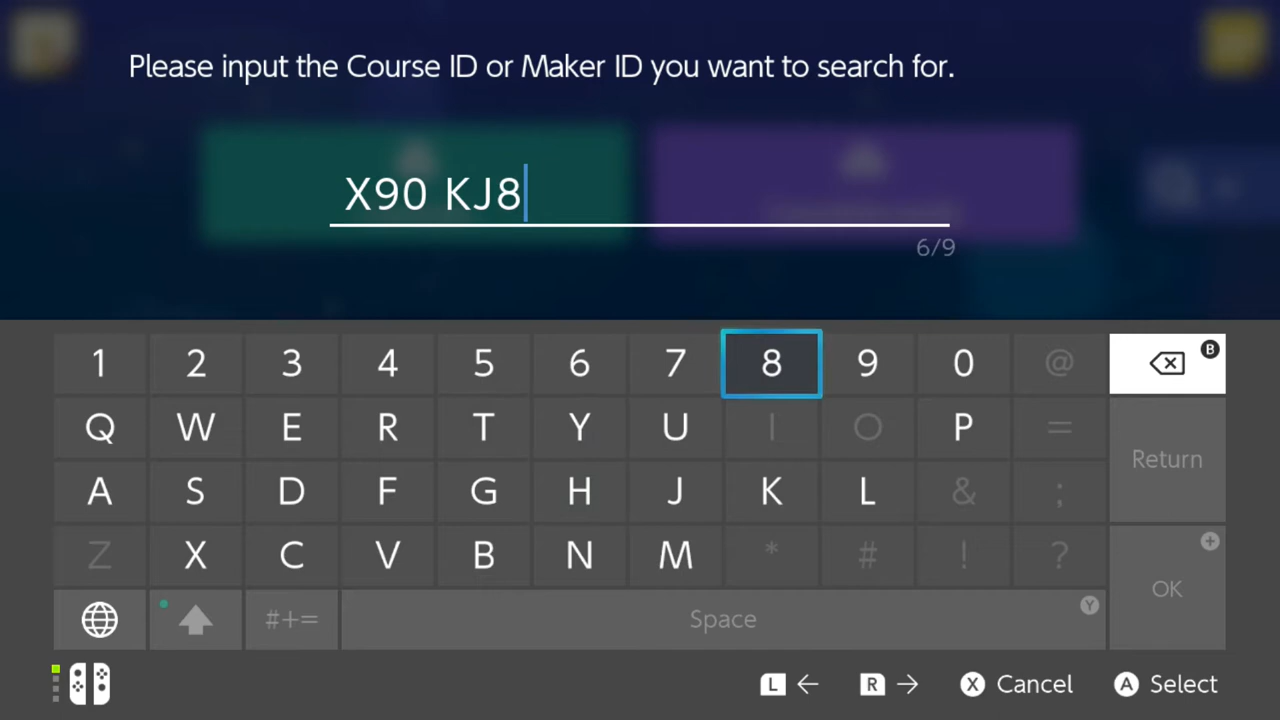 Please input the Course ID or Maker ID you want to search for.
X90 KJ8
6/9
1 2 3 4 5 6 7 8 9 0 @ B
Q W E R T Y U I O P =
Return
A S D F G H J K L & ;
Z X C V B N M * # ! ? +
OK
#+= Space Y
L ← R → X Cancel A Select